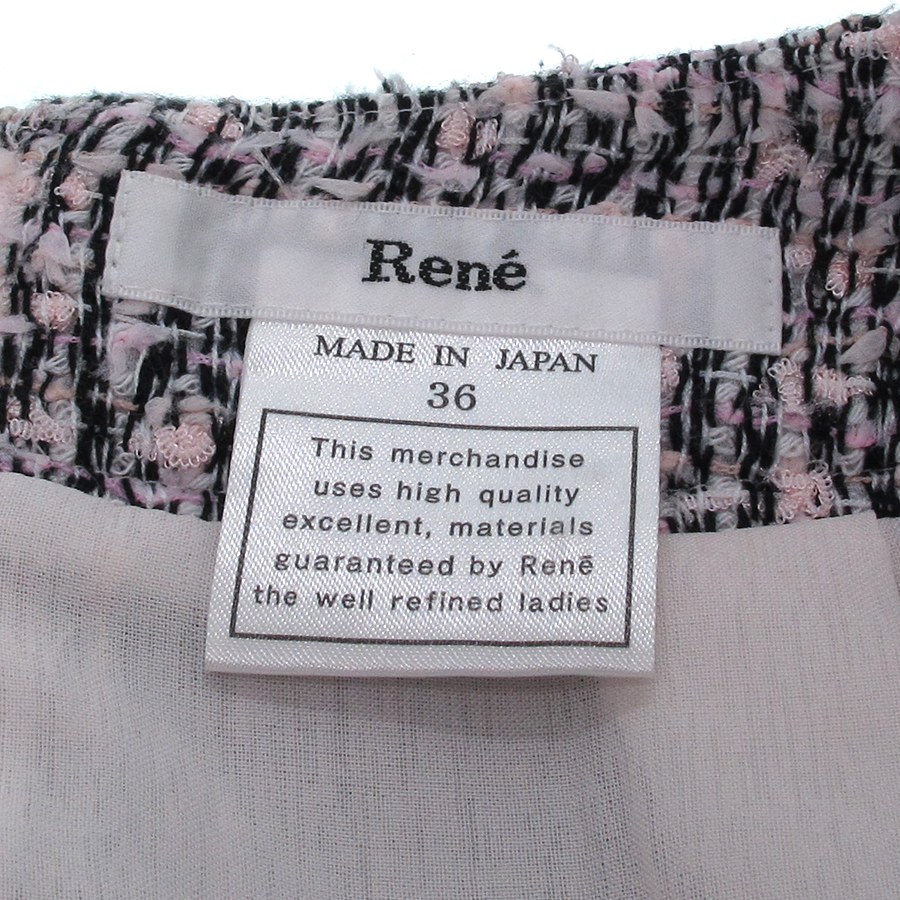 René
MADE IN JAPAN
36
This merchandise
uses high quality
excellent, materials
guaranteed by Renē
the well refined ladies